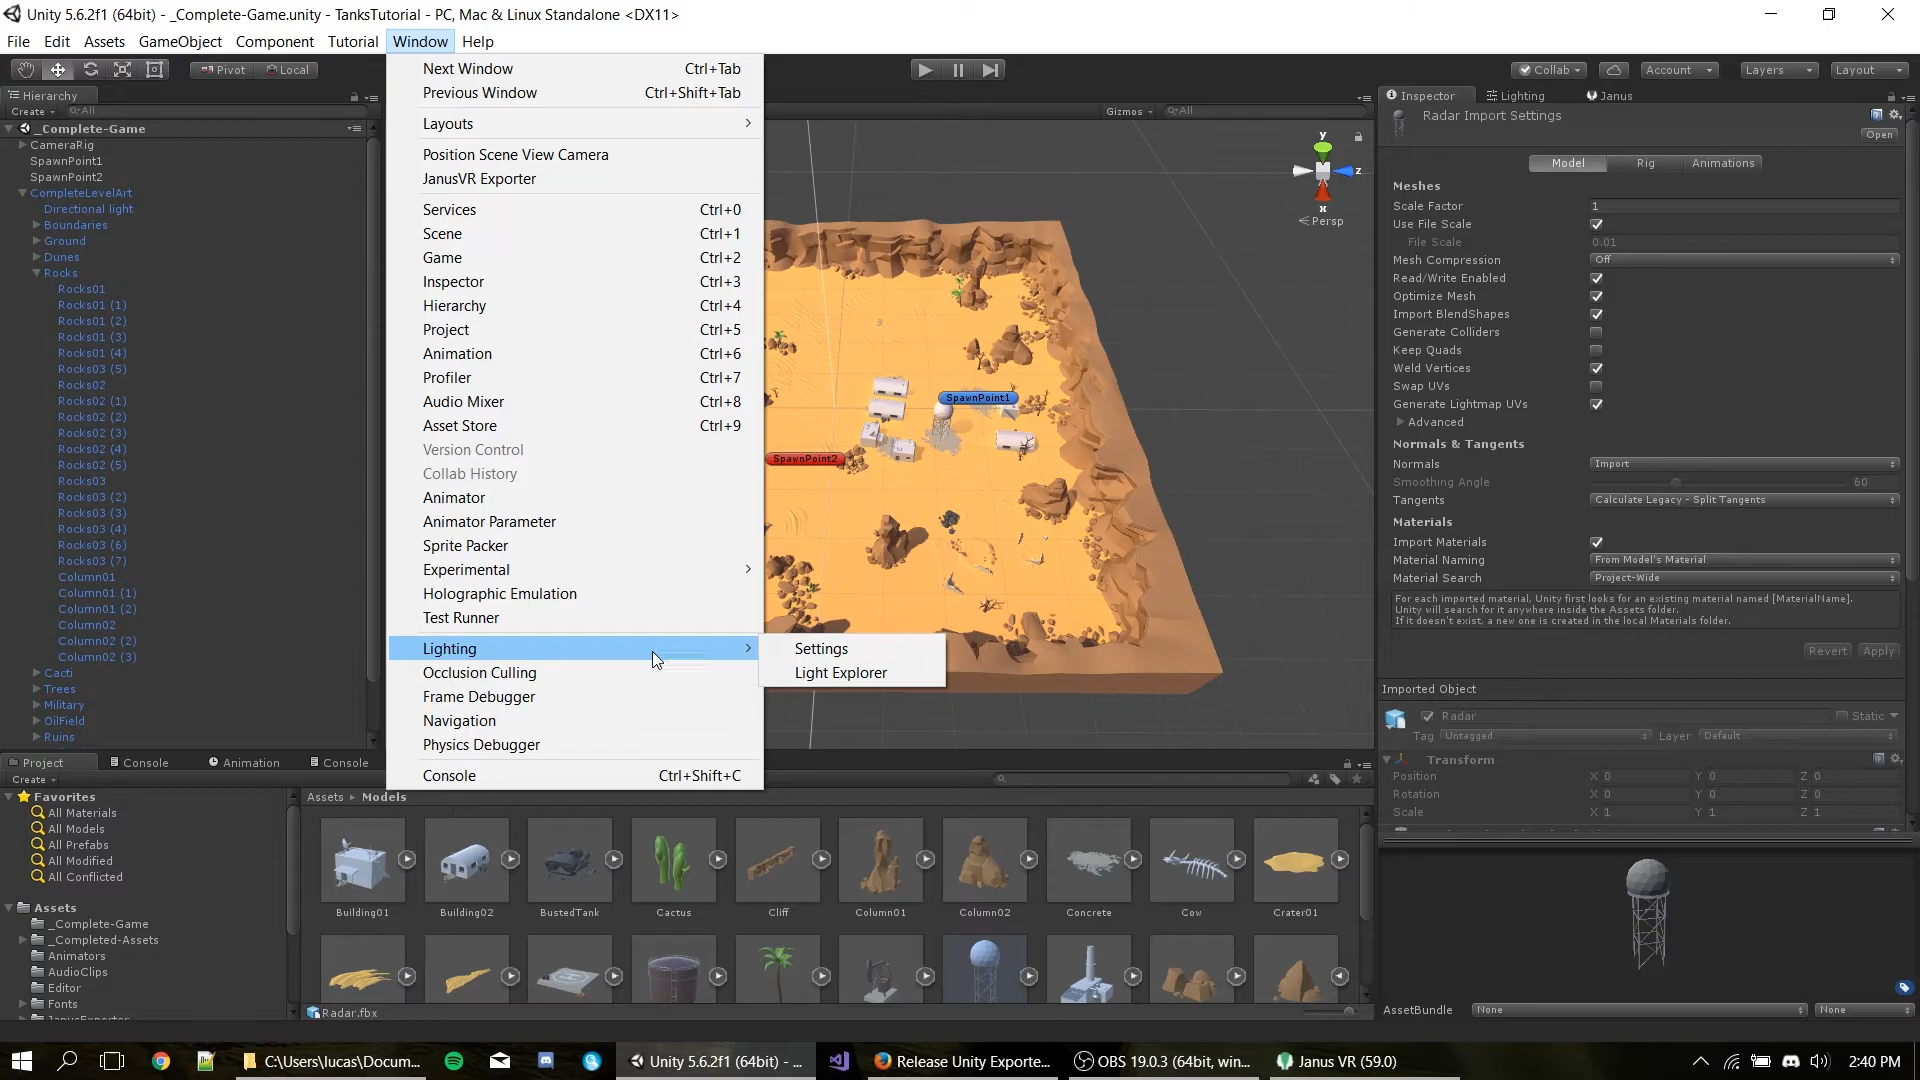 Unity 5.6.2f1 (64bit) - _Complete-Game.unity - TanksTutorial - PC, Mac & Linux Standalone <DX11>
File Edit Assets GameObject Component Tutorial Window Help
Pivot Local
Collab Account Layers Layout
Hierarchy
Create All
_Complete-Game
CameraRig
SpawnPoint1
SpawnPoint2
CompleteLevelArt
Directional light
Boundaries
Ground
Dunes
Rocks
Rocks01
Rocks01 (1)
Rocks01 (2)
Rocks01 (3)
Rocks01 (4)
Rocks03 (5)
Rocks02
Rocks02 (1)
Rocks02 (2)
Rocks02 (3)
Rocks02 (4)
Rocks02 (5)
Rocks03
Rocks03 (2)
Rocks03 (3)
Rocks03 (4)
Rocks03 (6)
Rocks03 (7)
Column01
Column01 (1)
Column01 (2)
Column02
Column02 (2)
Column02 (3)
Cacti
Trees
Military
OilField
Ruins
Next Window Ctrl+Tab
Previous Window Ctrl+Shift+Tab
Layouts
Position Scene View Camera
JanusVR Exporter
Services Ctrl+0
Scene Ctrl+1
Game Ctrl+2
Inspector Ctrl+3
Hierarchy Ctrl+4
Project Ctrl+5
Animation Ctrl+6
Profiler Ctrl+7
Audio Mixer Ctrl+8
Asset Store Ctrl+9
Version Control
Collab History
Animator
Animator Parameter
Sprite Packer
Experimental
Holographic Emulation
Test Runner
Lighting
Occlusion Culling
Frame Debugger
Navigation
Physics Debugger
Console Ctrl+Shift+C
Settings
Light Explorer
Gizmos All
y
z
x
Persp
SpawnPoint1
SpawnPoint2
Inspector Lighting Janus
Radar Import Settings
Open
Model Rig Animations
Meshes
Scale Factor 1
Use File Scale
File Scale 0.01
Mesh Compression Off
Read/Write Enabled
Optimize Mesh
Import BlendShapes
Generate Colliders
Keep Quads
Weld Vertices
Swap UVs
Generate Lightmap UVs
Advanced
Normals & Tangents
Normals Import
Smoothing Angle 60
Tangents Calculate Legacy - Split Tangents
Materials
Import Materials
Material Naming From Model's Material
Material Search Project-Wide
For each imported material, Unity first looks for an existing material named [MaterialName].
Unity will search for it anywhere inside the Assets folder.
If it doesn't exist, a new one is created in the local Materials folder.
Revert Apply
Imported Object
Radar Static
Tag Untagged Layer Default
Transform
Position X 0 Y 0 Z 0
Rotation X 0 Y 0 Z 0
Scale X 1 Y 1 Z 1
AssetBundle None None
Project Console Animation Console
Create
Favorites
All Materials
All Models
All Prefabs
All Modified
All Conflicted
Assets
_Complete-Game
_Completed-Assets
Animators
AudioClips
Editor
Fonts
JanusExporter
Assets Models
Building01 Building02 BustedTank Cactus Cliff Column01 Column02 Concrete Cow Crater01
Radar.fbx
C:\Users\lucas\Docum... Unity 5.6.2f1 (64bit) - ... Release Unity Exporte... OBS 19.0.3 (64bit, win... Janus VR (59.0) 2:40 PM